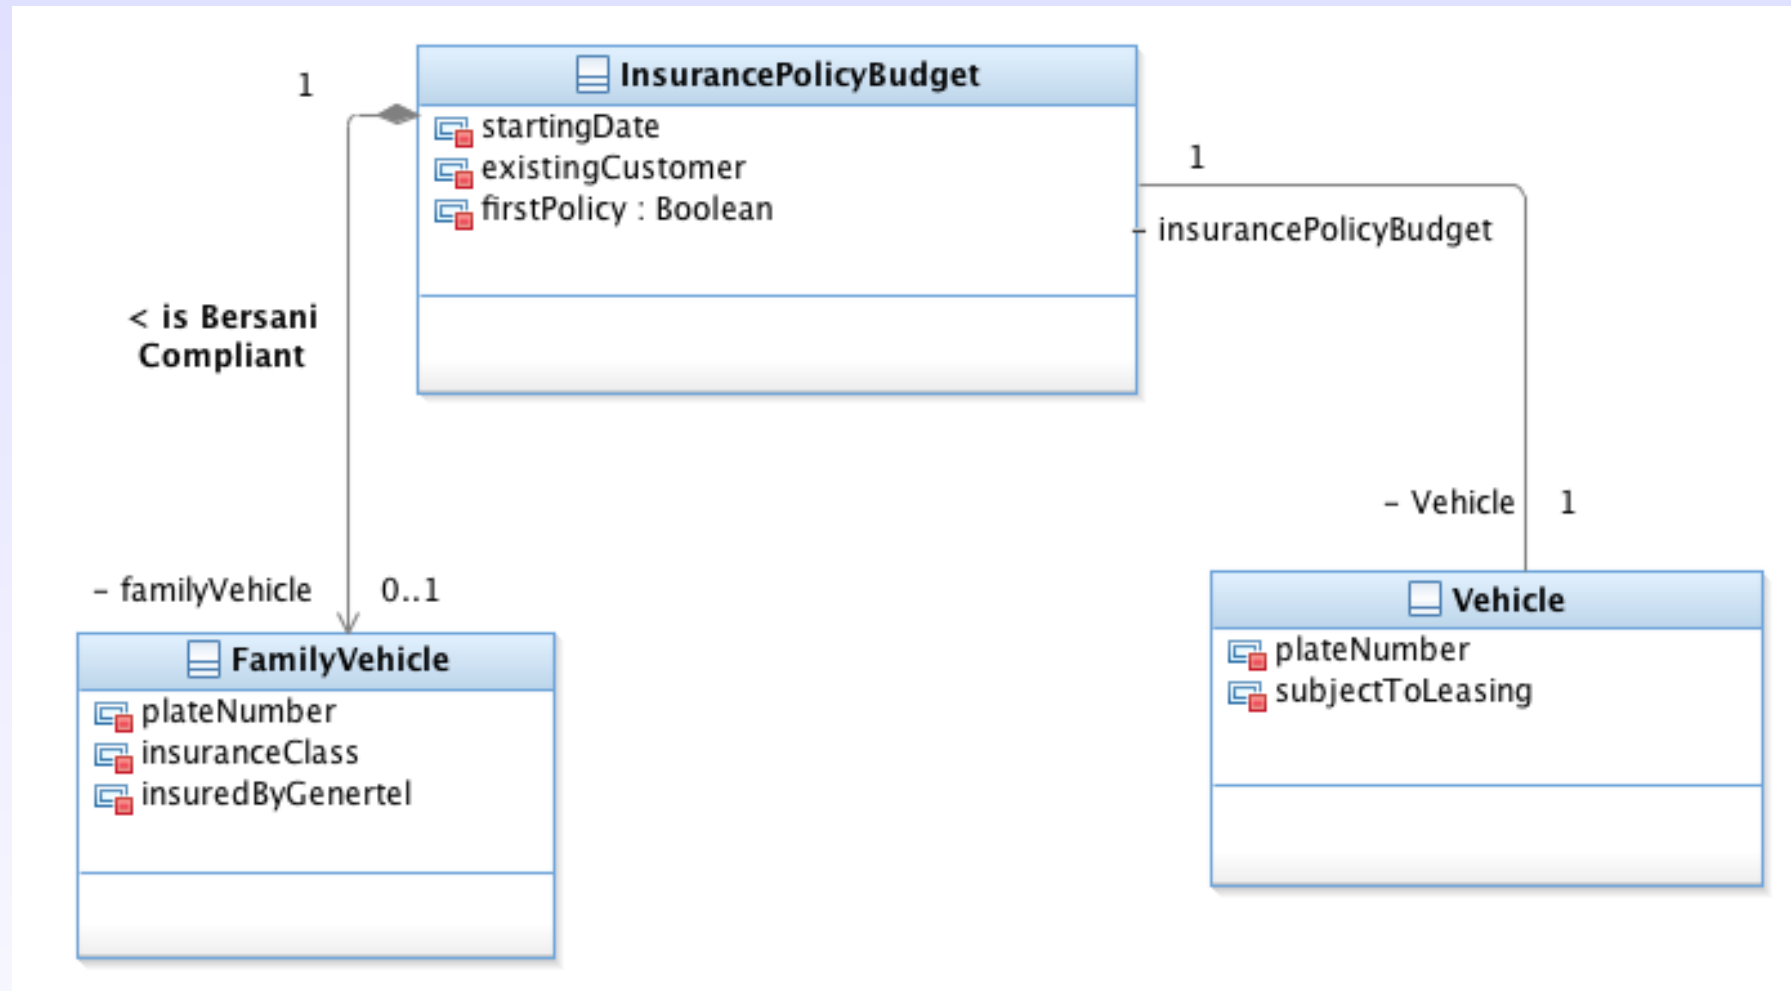 InsurancePolicyBudget
startingDate
existingCustomer
firstPolicy : Boolean
1
1
- insurancePolicyBudget
< is Bersani
Compliant
- Vehicle 1
- familyVehicle 0..1
FamilyVehicle
plateNumber
insuranceClass
insuredByGenertel
Vehicle
plateNumber
subjectToLeasing